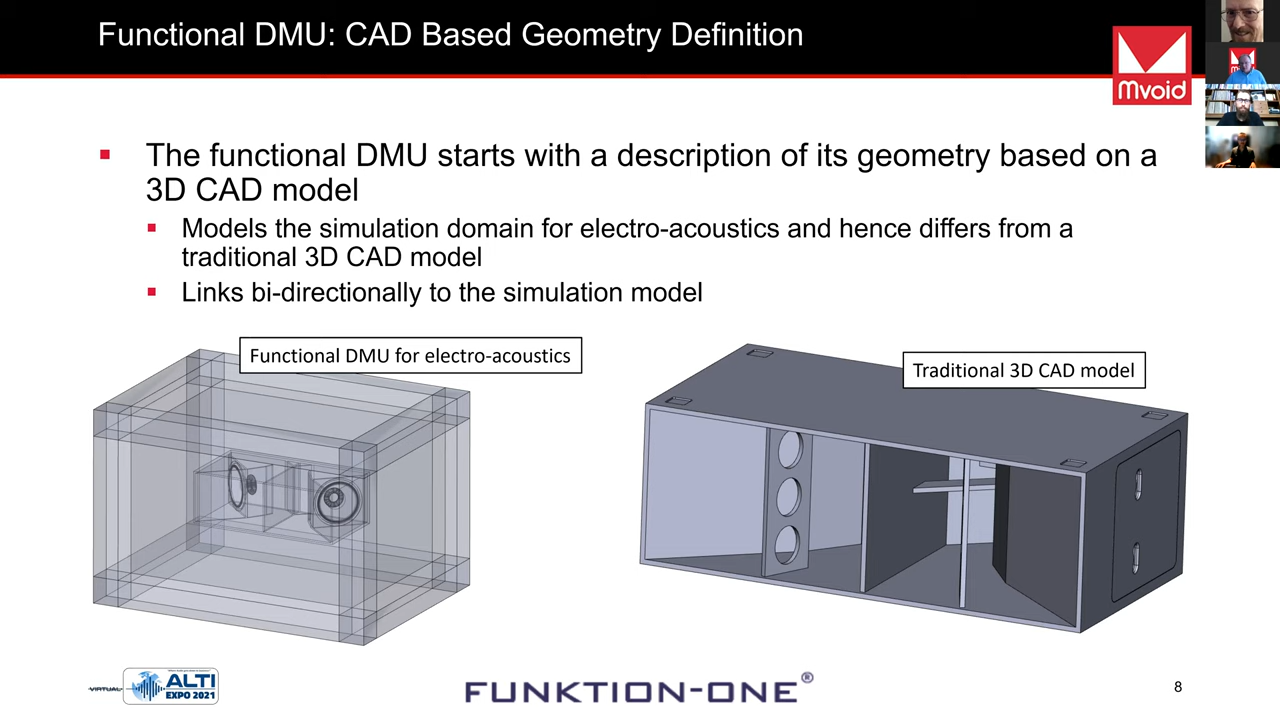 Functional DMU: CAD Based Geometry Definition
Mvoid
The functional DMU starts with a description of its geometry based on a
3D CAD model
Models the simulation domain for electro-acoustics and hence differs from a
traditional 3D CAD model
Links bi-directionally to the simulation model
Functional DMU for electro-acoustics
Traditional 3D CAD model
VIRTUAL
ALTI
EXPO 2021
FUNKTION-ONE®
8